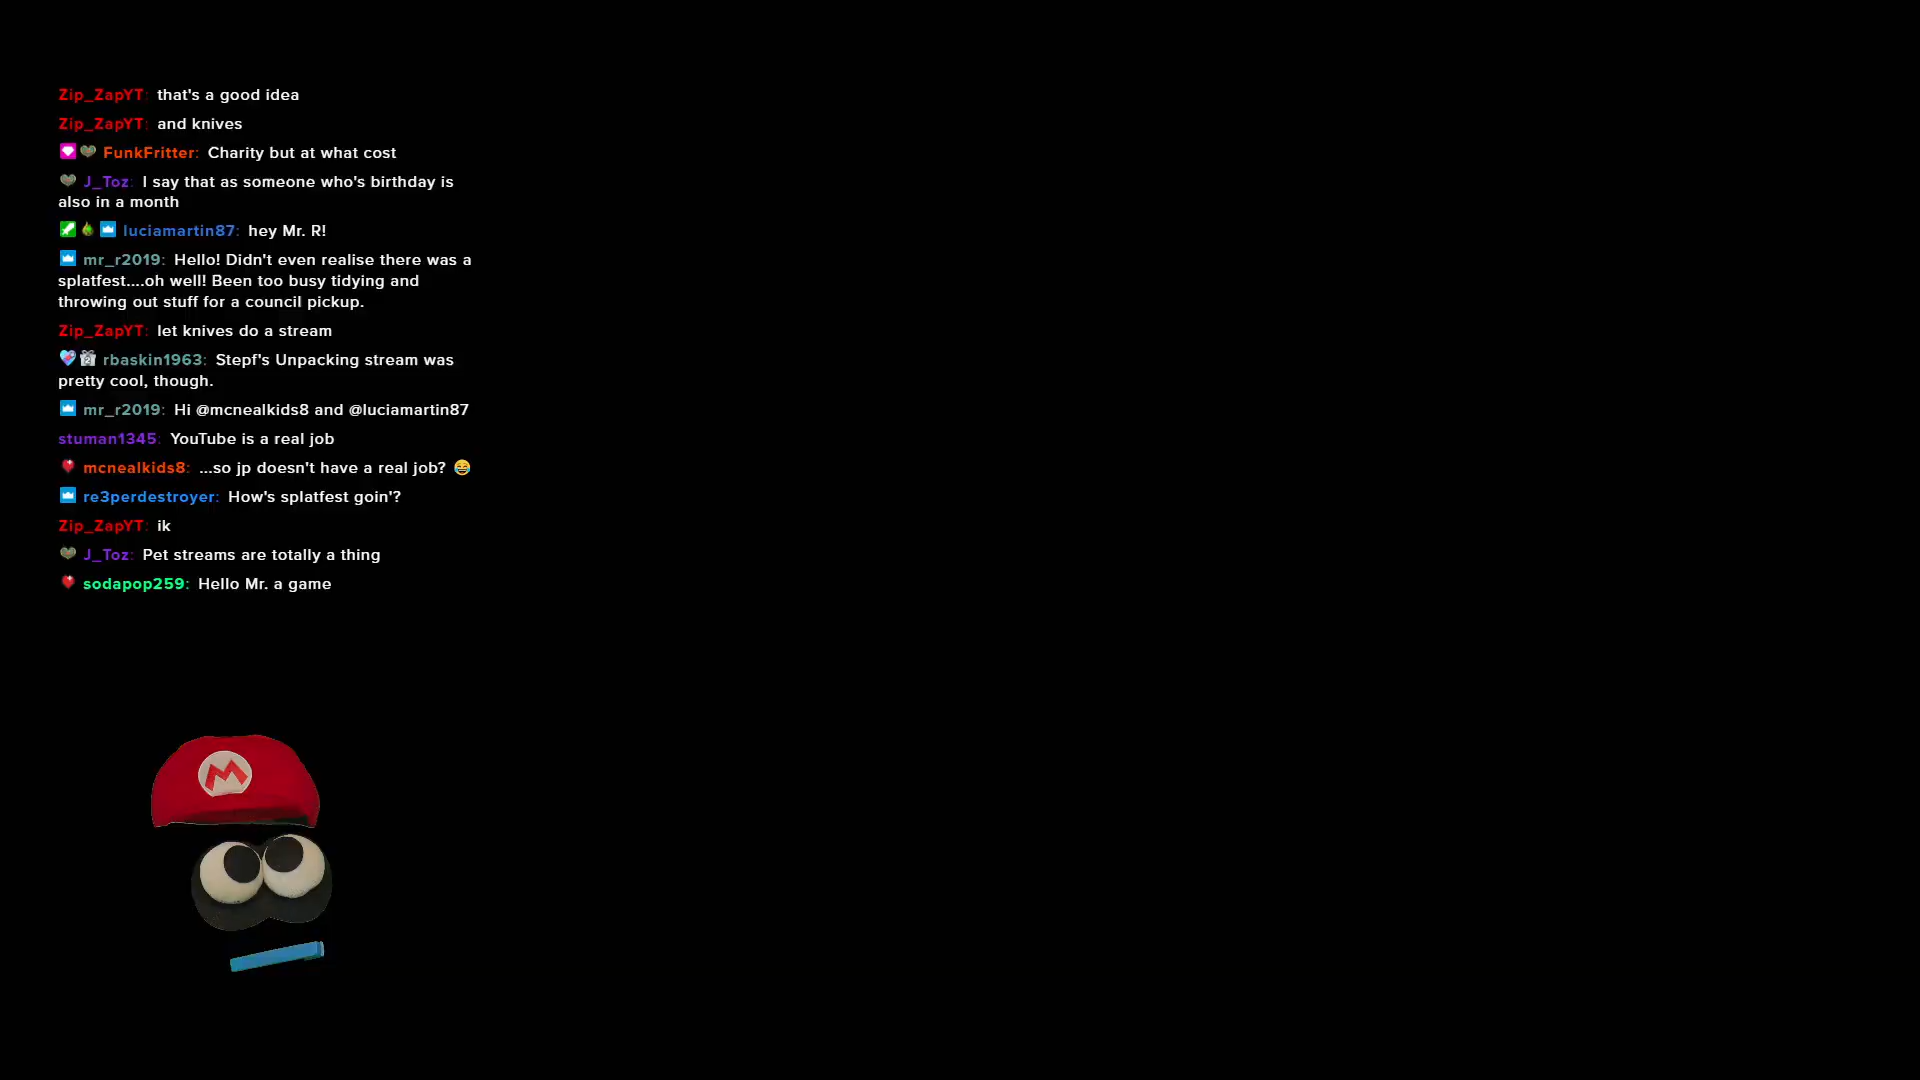 Zip_ZapYT: that's a good idea
Zip_ZapYT: and knives
FunkFritter: Charity but at what cost
J_Toz: I say that as someone who's birthday is
also in a month
luciamartin87: hey Mr. R!
mr_r2019: Hello! Didn't even realise there was a
splatfest....oh well! Been too busy tidying and
throwing out stuff for a council pickup.
Zip_ZapYT: let knives do a stream
rbaskin1963: Stepf's Unpacking stream was
pretty cool, though.
mr_r2019: Hi @mcnealkids8 and @luciamartin87
stuman1345: YouTube is a real job
mcnealkids8: ...so jp doesn't have a real job? 😂
re3perdestroyer: How's splatfest goin'?
Zip_ZapYT: ik
J_Toz: Pet streams are totally a thing
sodapop259: Hello Mr. a game
M